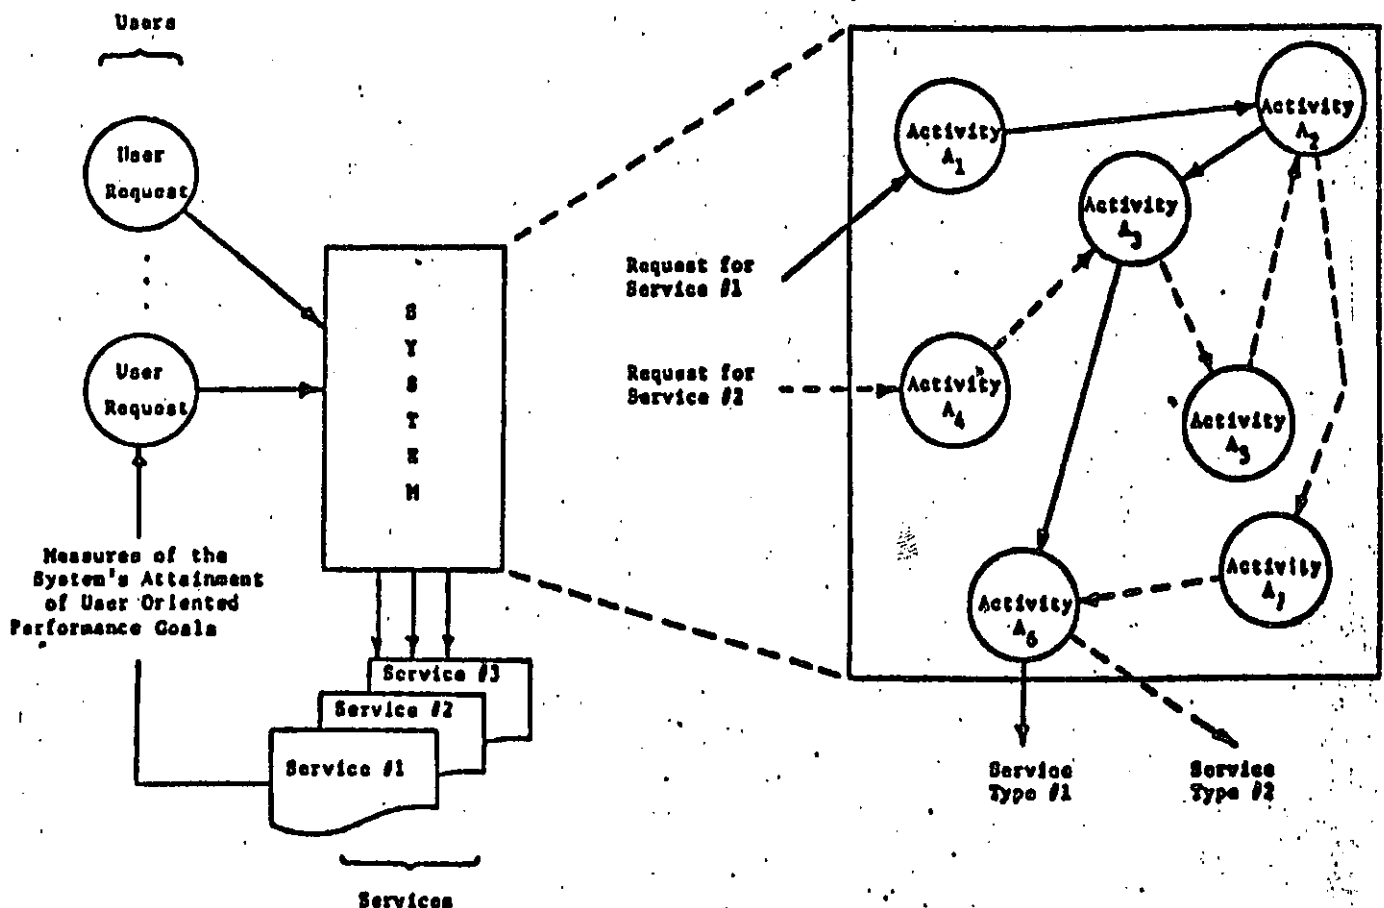 Users
User
Request
User
Request
S
Y
S
T
E
M
Measures of the
System's Attainment
of User Oriented
Performance Goals
Service #3
Service #2
Service #1
Services
Request for
Service #1
Request for
Service #2
Activity
A1
Activity
A2
Activity
A3
Activity
A4
Activity
A5
Activity
A6
Activity
A7
Service
Type #1
Service
Type #2